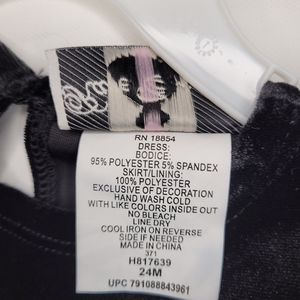 RN 18854
DRESS:
BODICE:
95% POLYESTER 5% SPANDEX
SKIRT/LINING:
100% POLYESTER
EXCLUSIVE OF DECORATION
HAND WASH COLD
WITH LIKE COLORS INSIDE OUT
NO BLEACH
LINE DRY
COOL IRON ON REVERSE
SIDE IF NEEDED
MADE IN CHINA
371
H817639
24M
UPC 791088843961